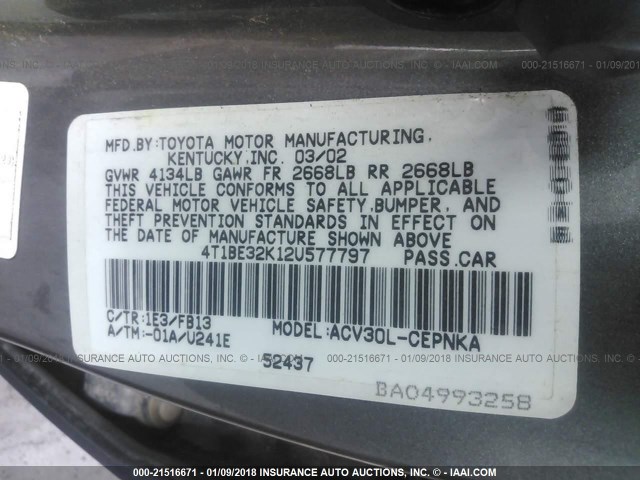 000-21516671 - 01/09/2018 INSURANCE AUTO AUCTIONS © - IAAI.COM
MFD.BY:TOYOTA MOTOR MANUFACTURING,
KENTUCKY,INC. 03/02
GVWR 4134LB GAWR FR 2668LB RR 2668LB
THIS VEHICLE CONFORMS TO ALL APPLICABLE
FEDERAL MOTOR VEHICLE SAFETY,BUMPER, AND
THEFT PREVENTION STANDARDS IN EFFECT ON
THE DATE OF MANUFACTURE SHOWN ABOVE
4T1BE32K12U577797 PASS.CAR
C/TR:1E3/FB13
A/TM:-01A/U241E MODEL:ACV30L-CEPNKA
52437
BA04993258
000-21516671 - 01/09/2018 INSURANCE AUTO AUCTIONS © - IAAI.COM